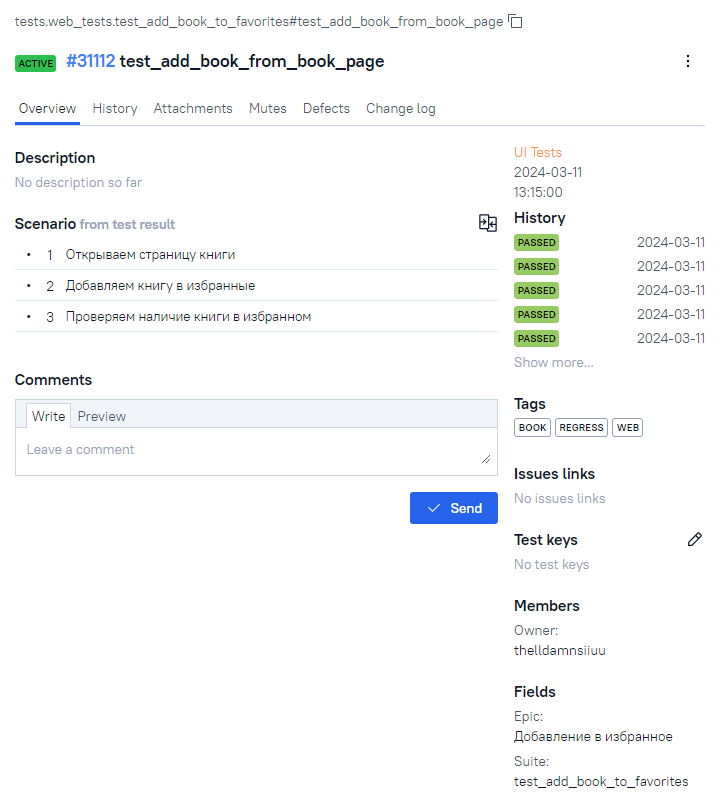 tests.web_tests.test_add_book_to_favorites#test_add_book_from_book_page
ACTIVE #31112 test_add_book_from_book_page
Overview History Attachments Mutes Defects Change log
Description
No description so far
Scenario from test result
• 1 Открываем страницу книги
• 2 Добавляем книгу в избранные
• 3 Проверяем наличие книги в избранном
Comments
Write Preview
Leave a comment
Send
UI Tests
2024-03-11
13:15:00
History
PASSED 2024-03-11
PASSED 2024-03-11
PASSED 2024-03-11
PASSED 2024-03-11
PASSED 2024-03-11
Show more...
Tags
BOOK REGRESS WEB
Issues links
No issues links
Test keys
No test keys
Members
Owner:
thelldamnsiiuu
Fields
Epic:
Добавление в избранное
Suite:
test_add_book_to_favorites